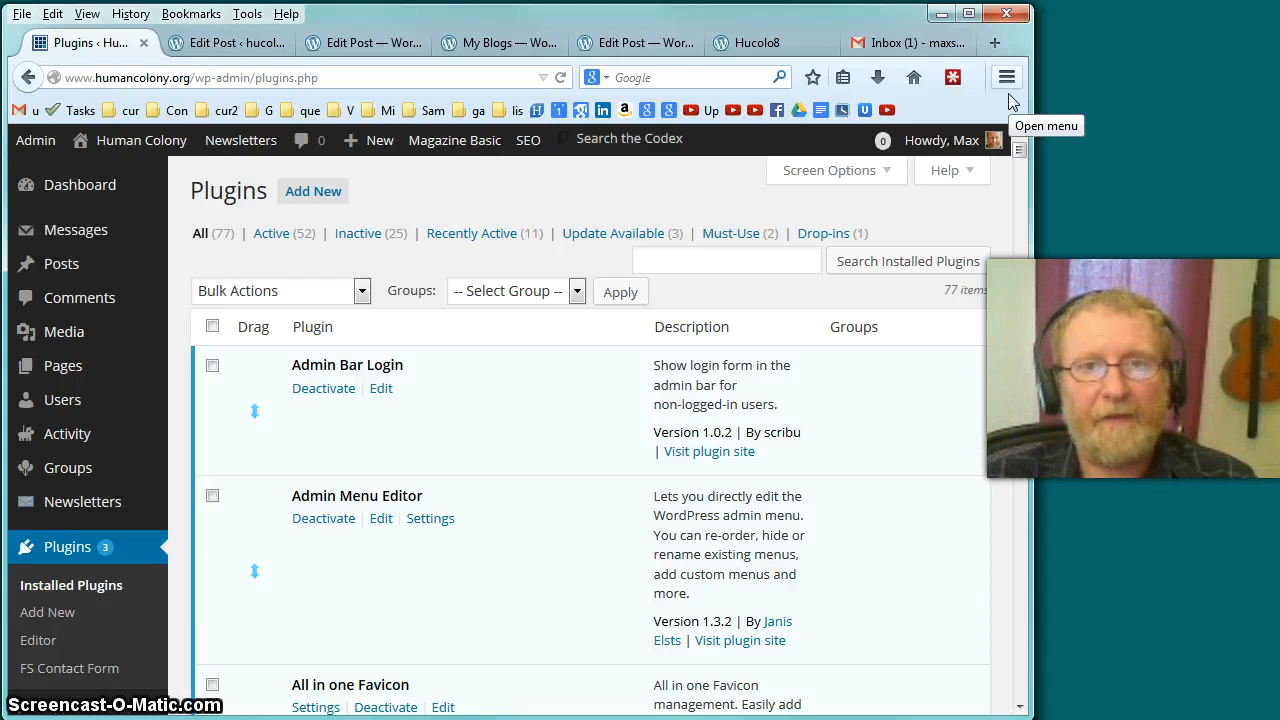 File Edit View History Bookmarks Tools Help
Plugins ‹ Hu... Edit Post ‹ hucol... Edit Post — Wor... My Blogs — Wo... Edit Post — Wor... Hucolo8 Inbox (1) - maxs...
www.humancolony.org/wp-admin/plugins.php Google
u Tasks cur Con cur2 G que V Mi Sam ga lis Up
Open menu
Admin Human Colony Newsletters 0 New Magazine Basic SEO Search the Codex 0 Howdy, Max
Dashboard
Messages
Posts
Comments
Media
Pages
Users
Activity
Groups
Newsletters
Plugins 3
Installed Plugins
Add New
Editor
FS Contact Form
Screen Options Help
Plugins Add New
All (77) | Active (52) | Inactive (25) | Recently Active (11) | Update Available (3) | Must-Use (2) | Drop-ins (1)
Search Installed Plugins
Bulk Actions Groups: -- Select Group -- Apply 77 items
Drag Plugin Description Groups
Admin Bar Login
Deactivate | Edit
Show login form in the
admin bar for
non-logged-in users.
Version 1.0.2 | By scribu
| Visit plugin site
Admin Menu Editor
Deactivate | Edit | Settings
Lets you directly edit the
WordPress admin menu.
You can re-order, hide or
rename existing menus,
add custom menus and
more.
Version 1.3.2 | By Janis
Elsts | Visit plugin site
All in one Favicon
Settings | Deactivate | Edit
All in one Favicon
management. Easily add
Screencast-O-Matic.com